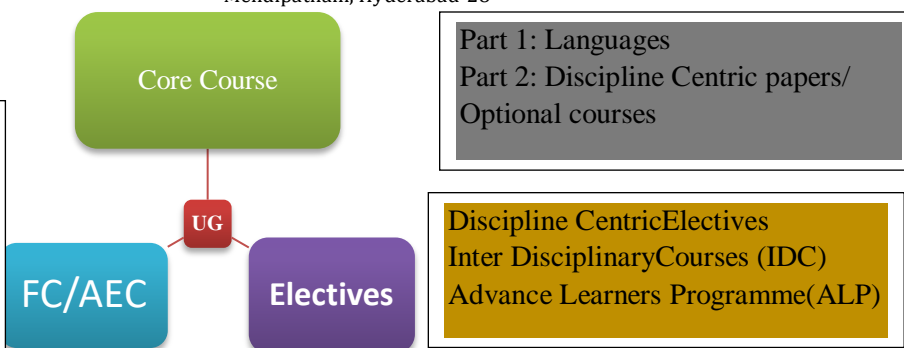 Core Course
Part 1: Languages
Part 2: Discipline Centric papers/
Optional courses
UG
FC/AEC
Electives
Discipline CentricElectives
Inter DisciplinaryCourses (IDC)
Advance Learners Programme(ALP)